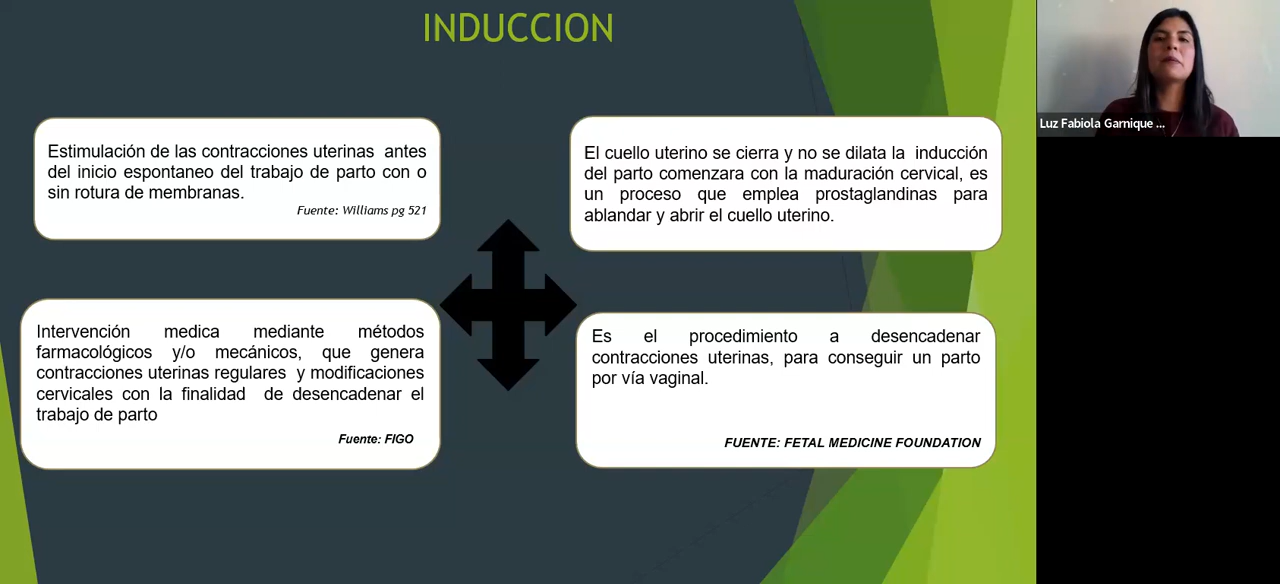 INDUCCION
Estimulación de las contracciones uterinas antes
del inicio espontaneo del trabajo de parto con o
sin rotura de membranas.
Fuente: Williams pg 521
El cuello uterino se cierra y no se dilata la inducción
del parto comenzara con la maduración cervical, es
un proceso que emplea prostaglandinas para
ablandar y abrir el cuello uterino.
Intervención medica mediante métodos
farmacológicos y/o mecánicos, que genera
contracciones uterinas regulares y modificaciones
cervicales con la finalidad de desencadenar el
trabajo de parto
Fuente: FIGO
Es el procedimiento a desencadenar
contracciones uterinas, para conseguir un parto
por vía vaginal.
FUENTE: FETAL MEDICINE FOUNDATION
Luz Fabiola Garnique ...